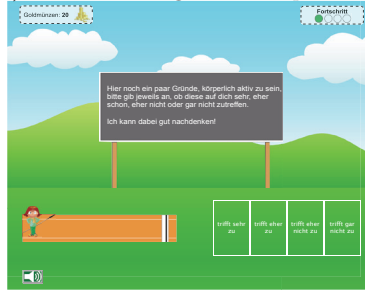 Goldmünzen: 20
Fortschritt
Hier noch ein paar Gründe, körperlich aktiv zu sein,
bitte gib jeweils an, ob diese auf dich sehr, eher
schon, eher nicht oder gar nicht zutreffen.
Ich kann dabei gut nachdenken!
trifft sehr
zu
trifft eher
zu
trifft eher
nicht zu
trifft gar
nicht zu